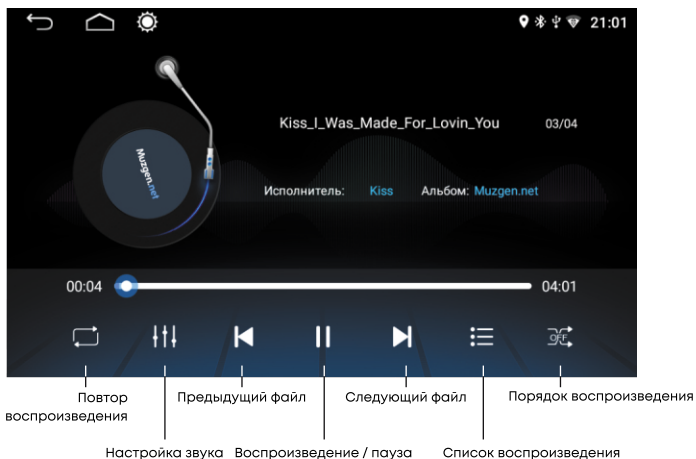 21:01
Kiss_I_Was_Made_For_Lovin_You 03/04
Muzgen.net
Исполнитель: Kiss Альбом: Muzgen.net
00:04 04:01
OFF
Повтор воспроизведения
Предыдущий файл
Следующий файл
Порядок воспроизведения
Настройка звука
Воспроизведение / пауза
Список воспроизведения